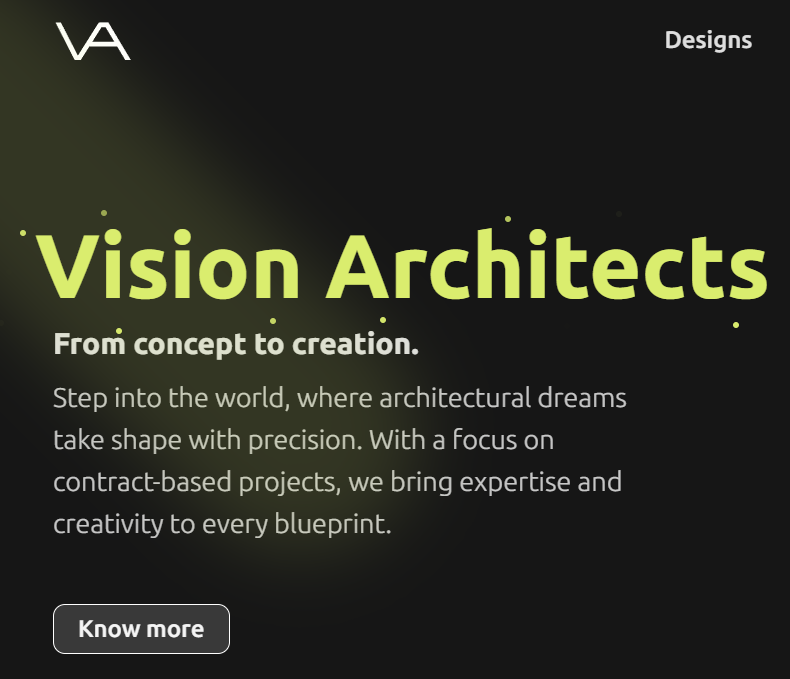 VA
Designs
Vision Architects
From concept to creation.
Step into the world, where architectural dreams
take shape with precision. With a focus on
contract-based projects, we bring expertise and
creativity to every blueprint.
Know more